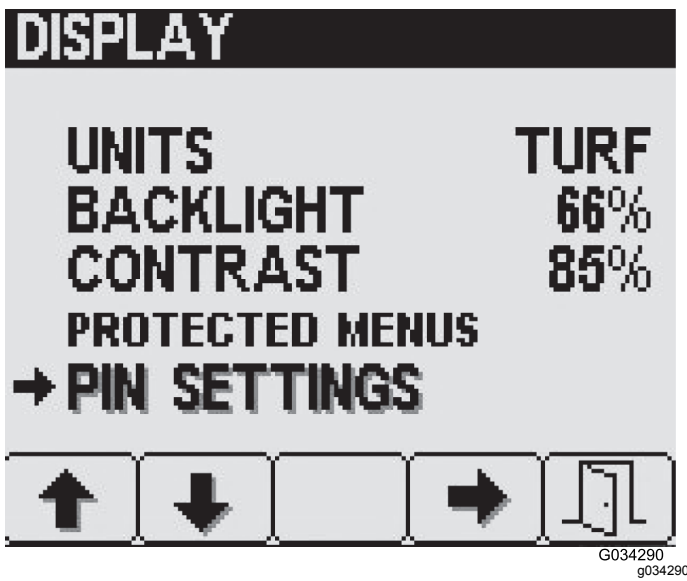 DISPLAY
UNITS TURF
BACKLIGHT 66%
CONTRAST 85%
PROTECTED MENUS
PIN SETTINGS
G034290
g034290